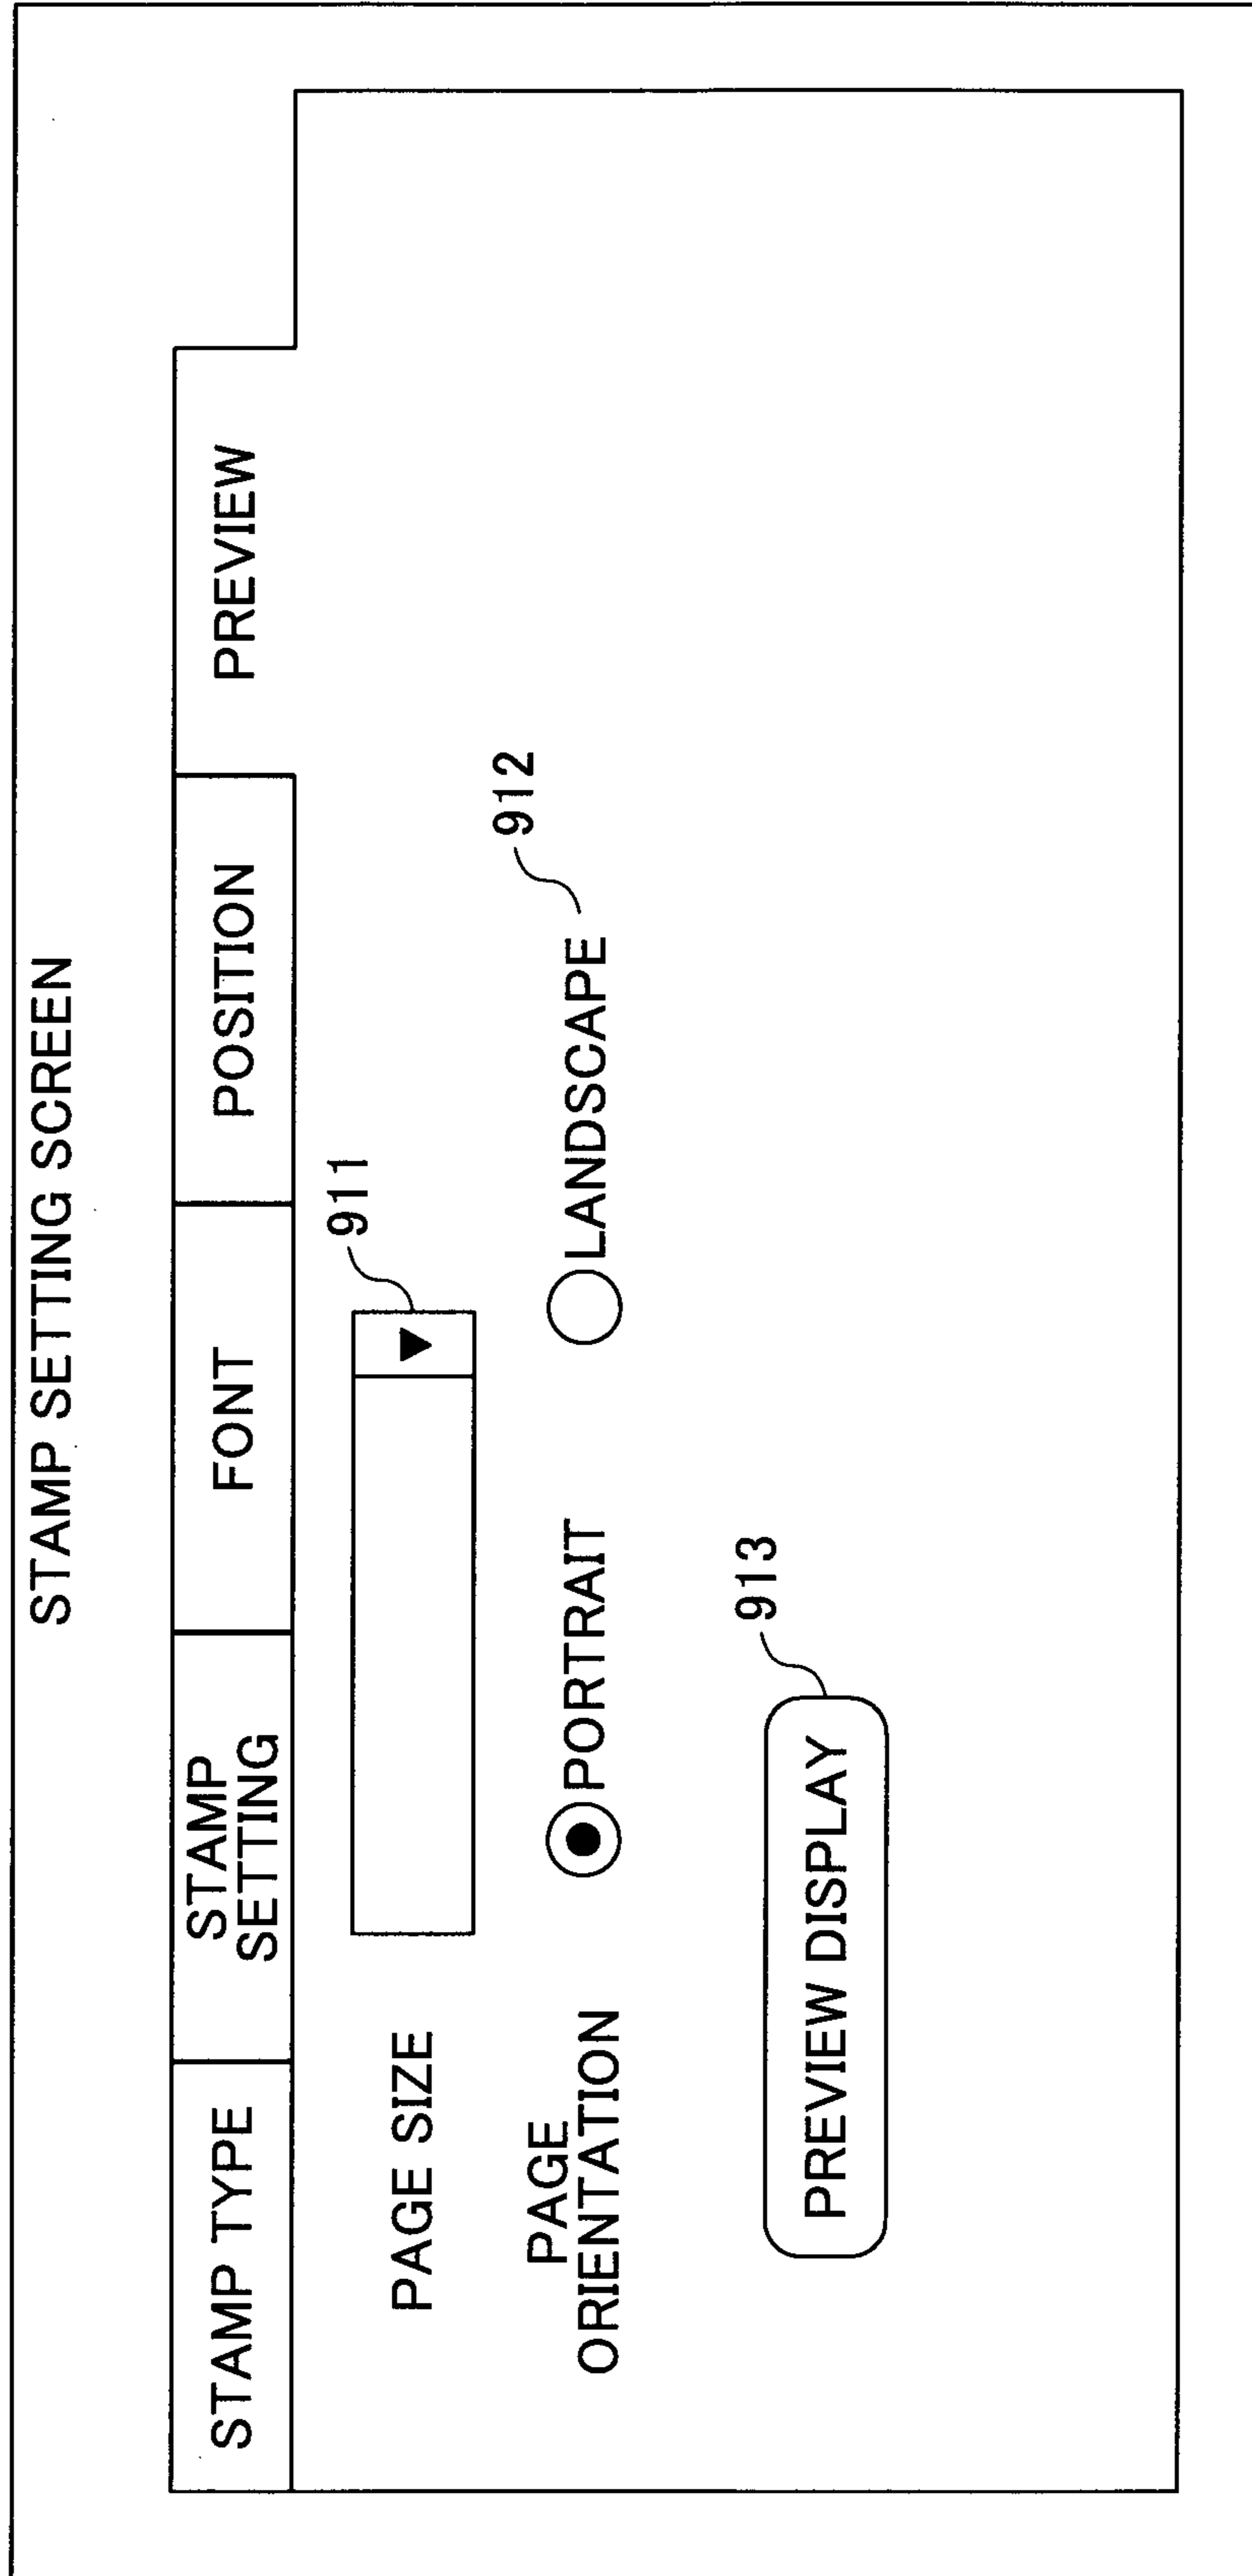 STAMP SETTING SCREEN
STAMP TYPE
STAMP
SETTING
FONT
POSITION
PREVIEW
PAGE SIZE
911
PAGE
ORIENTATION
PORTRAIT
LANDSCAPE
912
PREVIEW DISPLAY
913